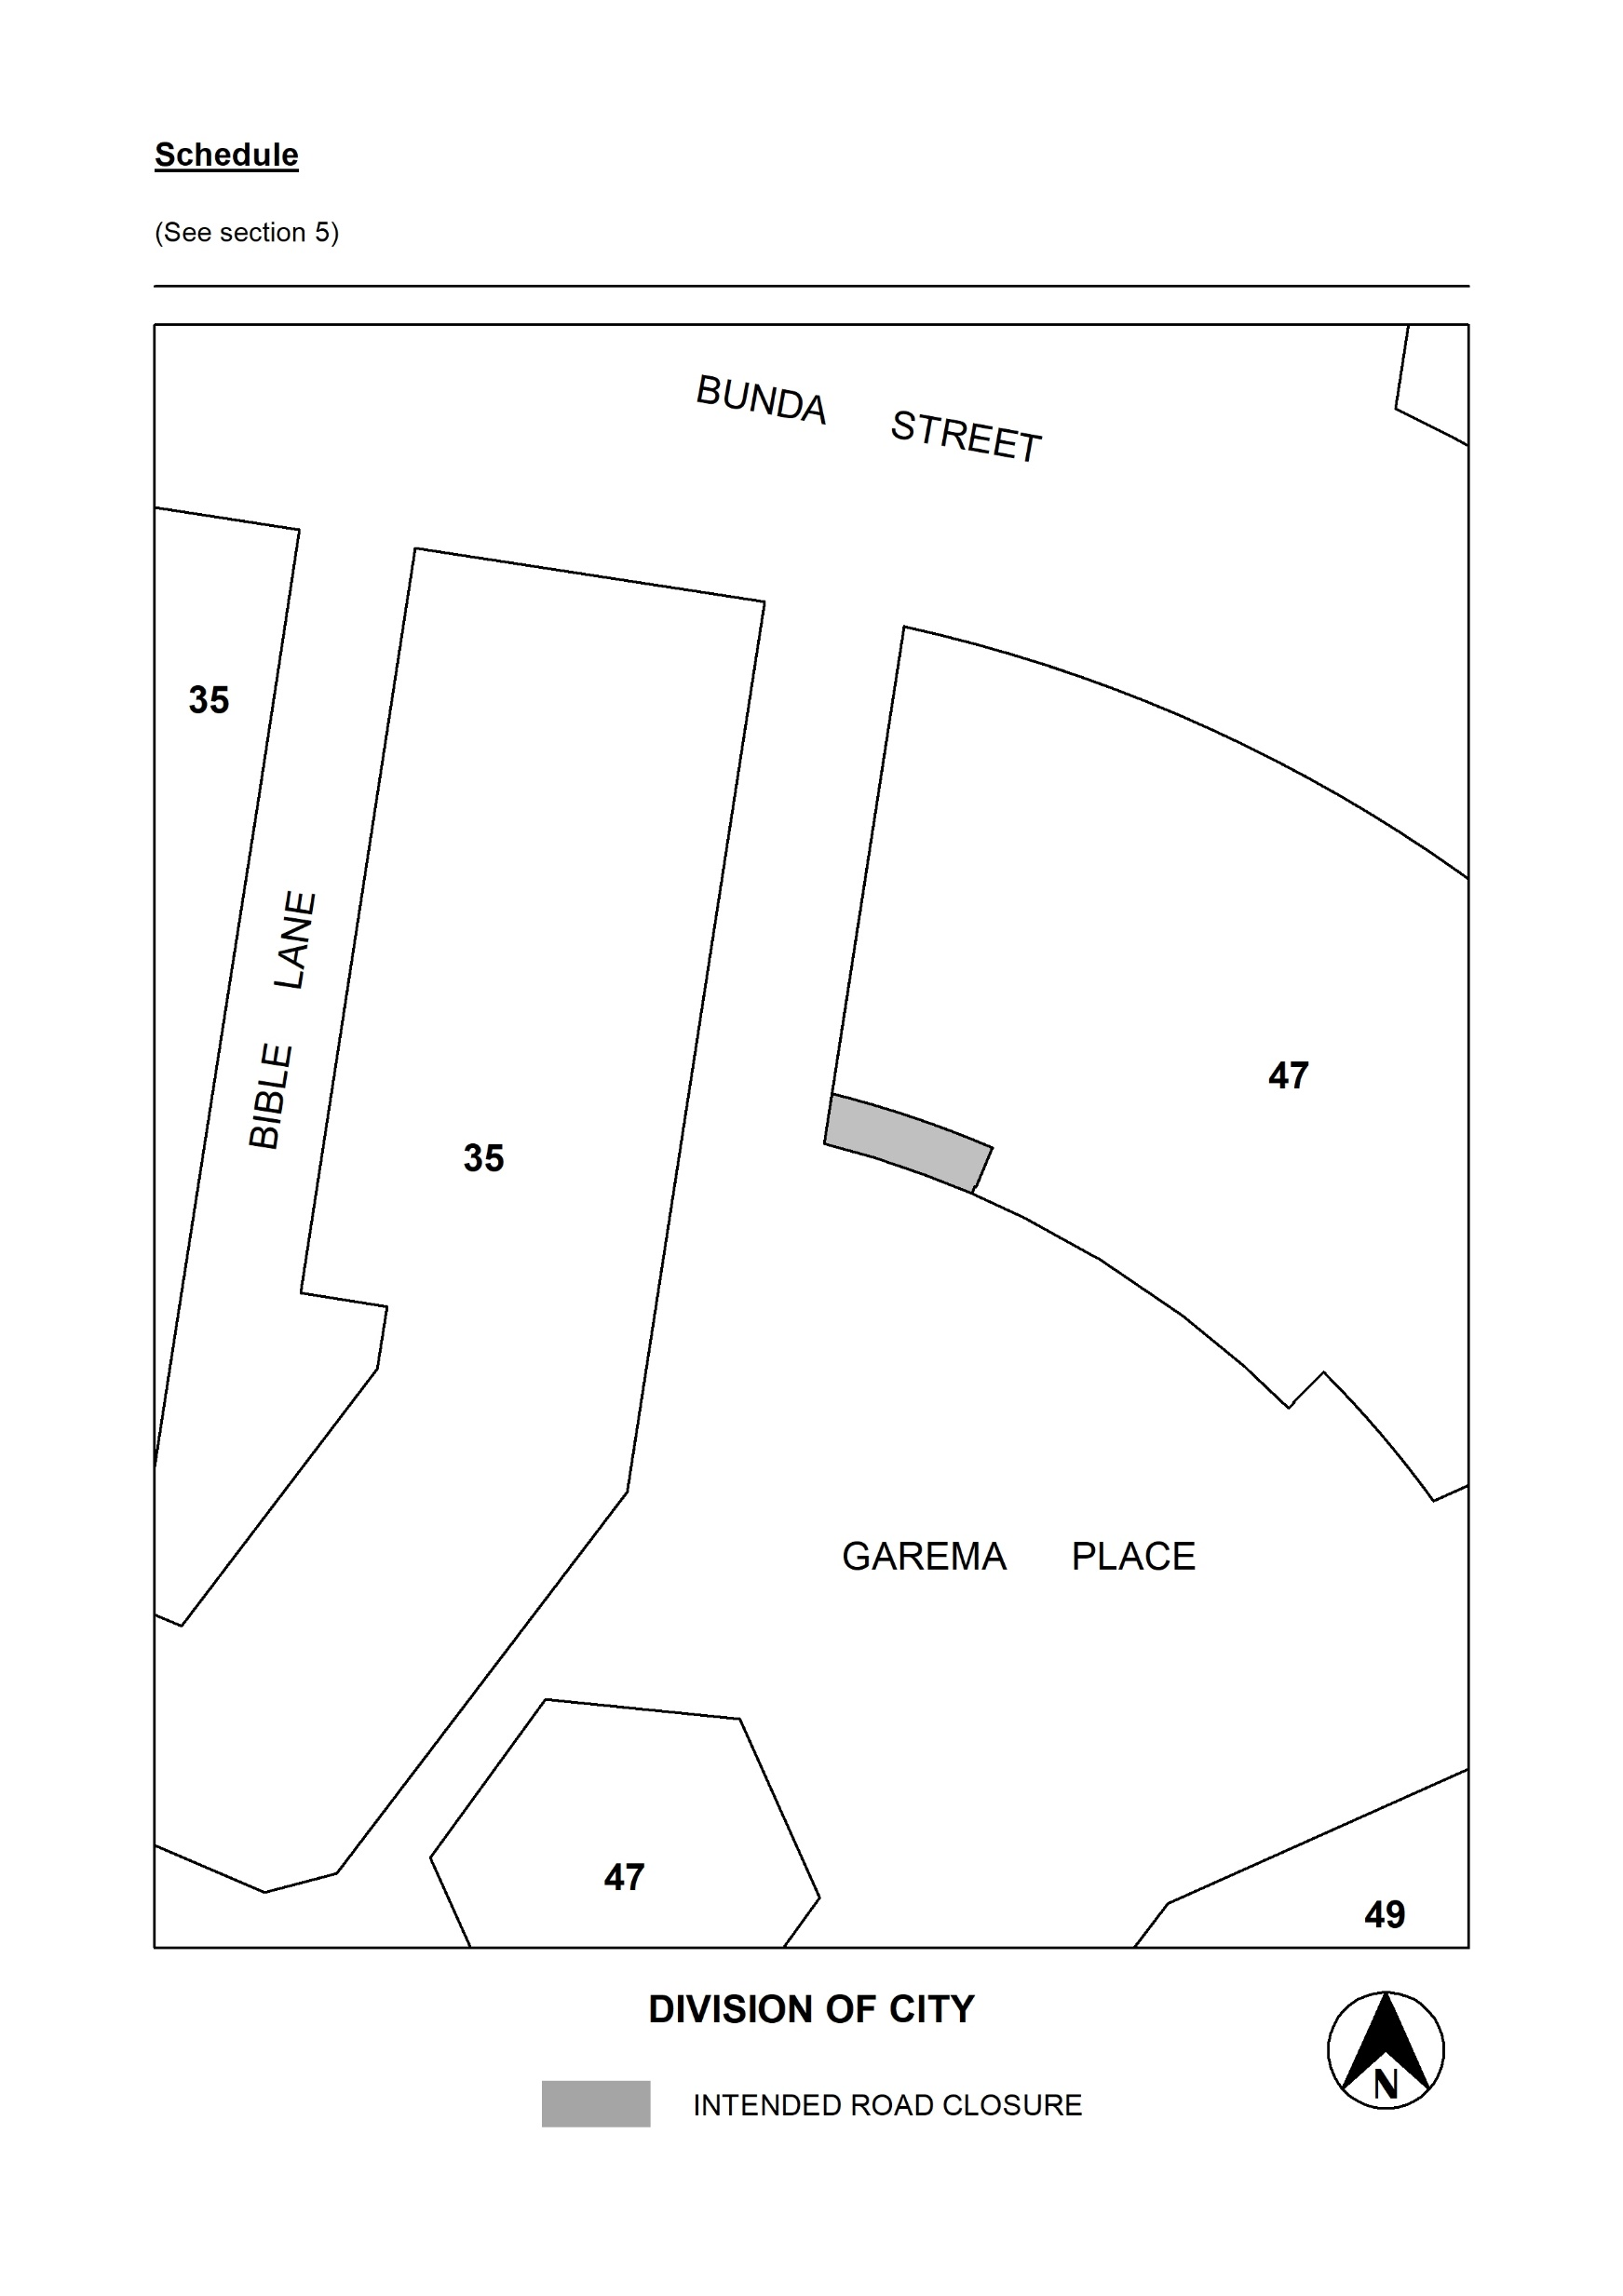 Schedule
(See section 5)
BUNDA STREET
35
BIBLE LANE
47
35
GAREMA PLACE
47
49
DIVISION OF CITY
INTENDED ROAD CLOSURE
N